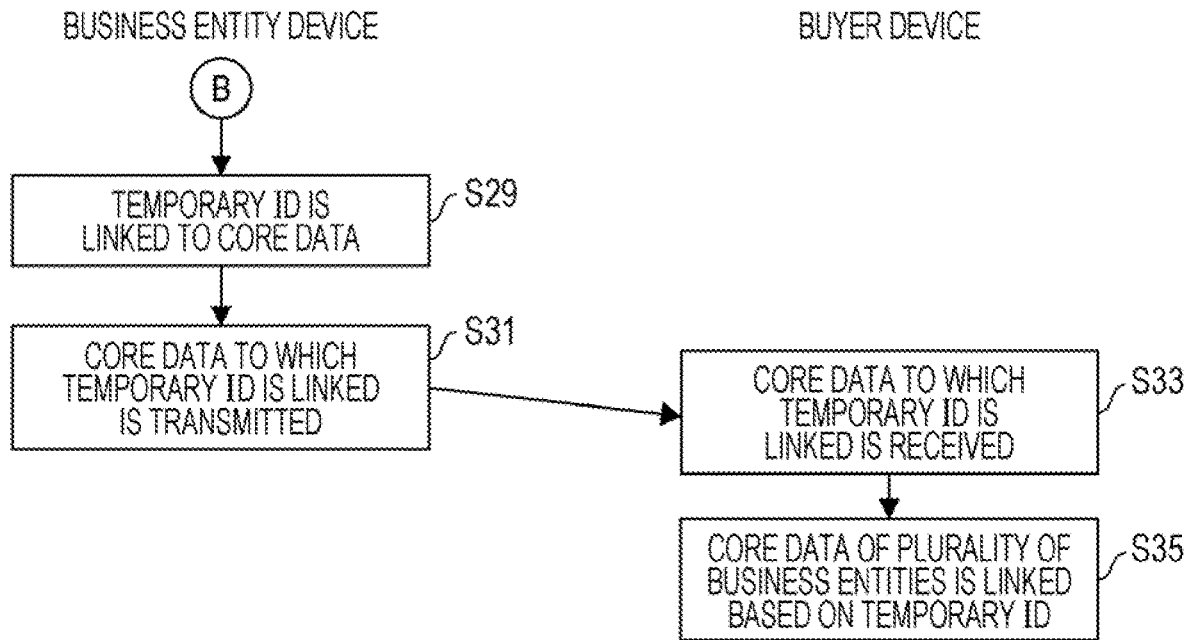 BUSINESS ENTITY DEVICE
BUYER DEVICE
B
TEMPORARY ID IS
LINKED TO CORE DATA
S29
CORE DATA TO WHICH
TEMPORARY ID IS LINKED
IS TRANSMITTED
S31
CORE DATA TO WHICH
TEMPORARY ID IS
LINKED IS RECEIVED
S33
CORE DATA OF PLURALITY OF
BUSINESS ENTITIES IS LINKED
BASED ON TEMPORARY ID
S35